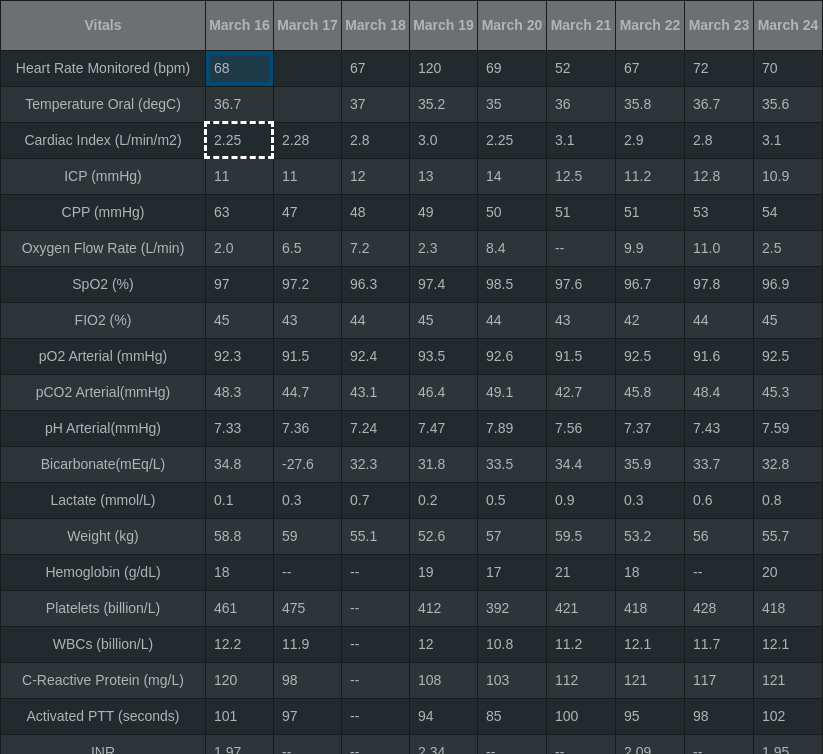 Vitals March 16 March 17 March 18 March 19 March 20 March 21 March 22 March 23 March 24
Heart Rate Monitored (bpm) 68 67 120 69 52 67 72 70
Temperature Oral (degC) 36.7 37 35.2 35 36 35.8 36.7 35.6
Cardiac Index (L/min/m2) 2.25 2.28 2.8 3.0 2.25 3.1 2.9 2.8 3.1
ICP (mmHg) 11 11 12 13 14 12.5 11.2 12.8 10.9
CPP (mmHg) 63 47 48 49 50 51 51 53 54
Oxygen Flow Rate (L/min) 2.0 6.5 7.2 2.3 8.4 -- 9.9 11.0 2.5
SpO2 (%) 97 97.2 96.3 97.4 98.5 97.6 96.7 97.8 96.9
FIO2 (%) 45 43 44 45 44 43 42 44 45
pO2 Arterial (mmHg) 92.3 91.5 92.4 93.5 92.6 91.5 92.5 91.6 92.5
pCO2 Arterial(mmHg) 48.3 44.7 43.1 46.4 49.1 42.7 45.8 48.4 45.3
pH Arterial(mmHg) 7.33 7.36 7.24 7.47 7.89 7.56 7.37 7.43 7.59
Bicarbonate(mEq/L) 34.8 -27.6 32.3 31.8 33.5 34.4 35.9 33.7 32.8
Lactate (mmol/L) 0.1 0.3 0.7 0.2 0.5 0.9 0.3 0.6 0.8
Weight (kg) 58.8 59 55.1 52.6 57 59.5 53.2 56 55.7
Hemoglobin (g/dL) 18 -- -- 19 17 21 18 -- 20
Platelets (billion/L) 461 475 -- 412 392 421 418 428 418
WBCs (billion/L) 12.2 11.9 -- 12 10.8 11.2 12.1 11.7 12.1
C-Reactive Protein (mg/L) 120 98 -- 108 103 112 121 117 121
Activated PTT (seconds) 101 97 -- 94 85 100 95 98 102
INR 1.97 -- -- 2.34 -- -- 2.09 -- 1.95